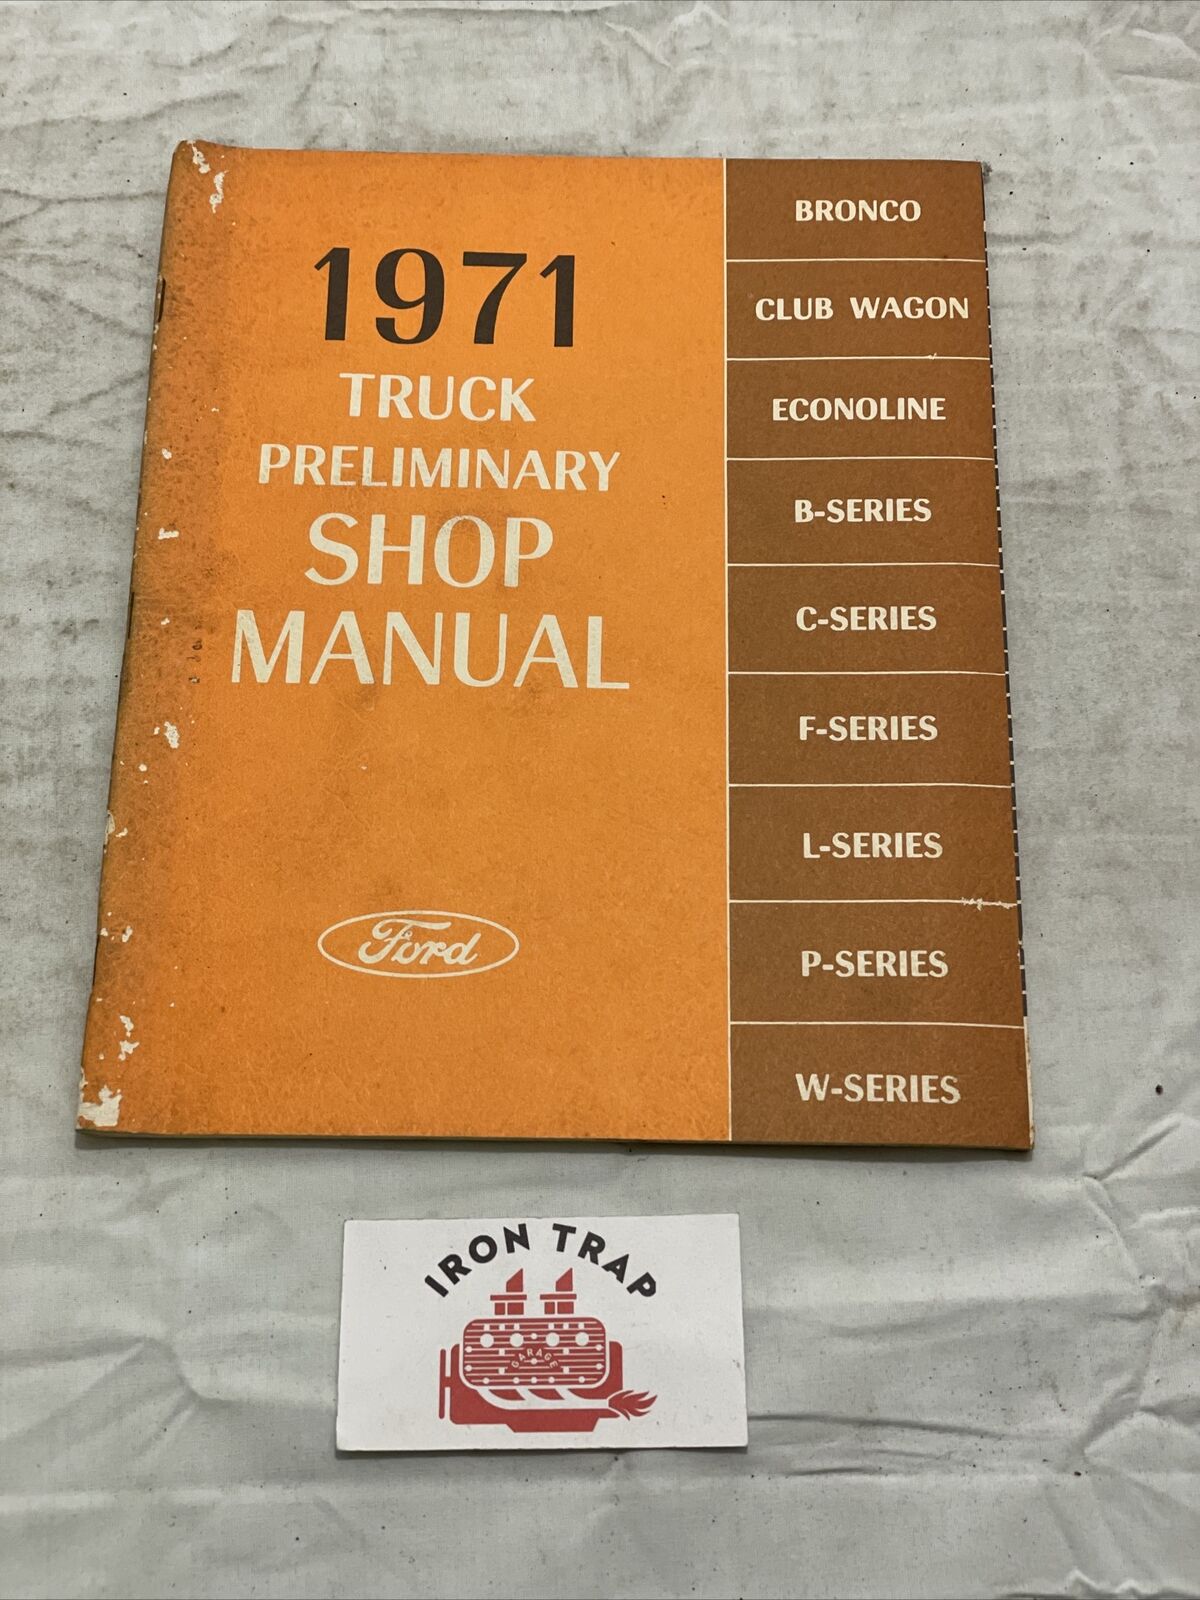 1971
TRUCK
PRELIMINARY
SHOP
MANUAL
Ford
BRONCO
CLUB WAGON
ECONOLINE
B-SERIES
C-SERIES
F-SERIES
L-SERIES
P-SERIES
W-SERIES
IRON TRAP
GARAGE